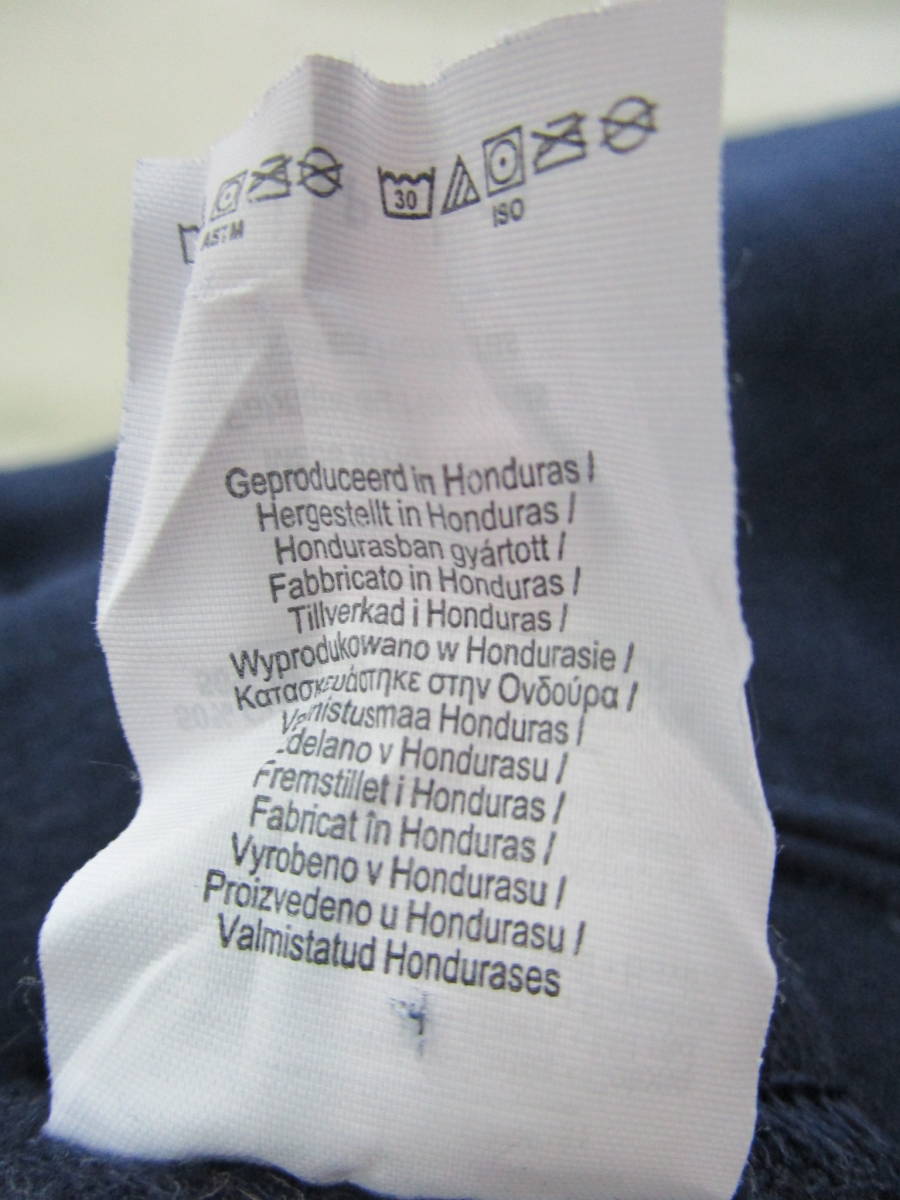 30
ASTM
ISO
Geproduceerd in Honduras /
Hergestellt in Honduras /
Hondurasban gyártott /
Fabbricato in Honduras /
Tillverkad i Honduras /
Wyprodukowano w Hondurasie /
Κατασκευάστηκε στην Ονδούρα /
Honduras /
v Hondurasu /
Fremstillet i Honduras /
Fabricat în Honduras /
Vyrobeno v Hondurasu /
Proizvedeno u Hondurasu /
Valmistatud Hondurases